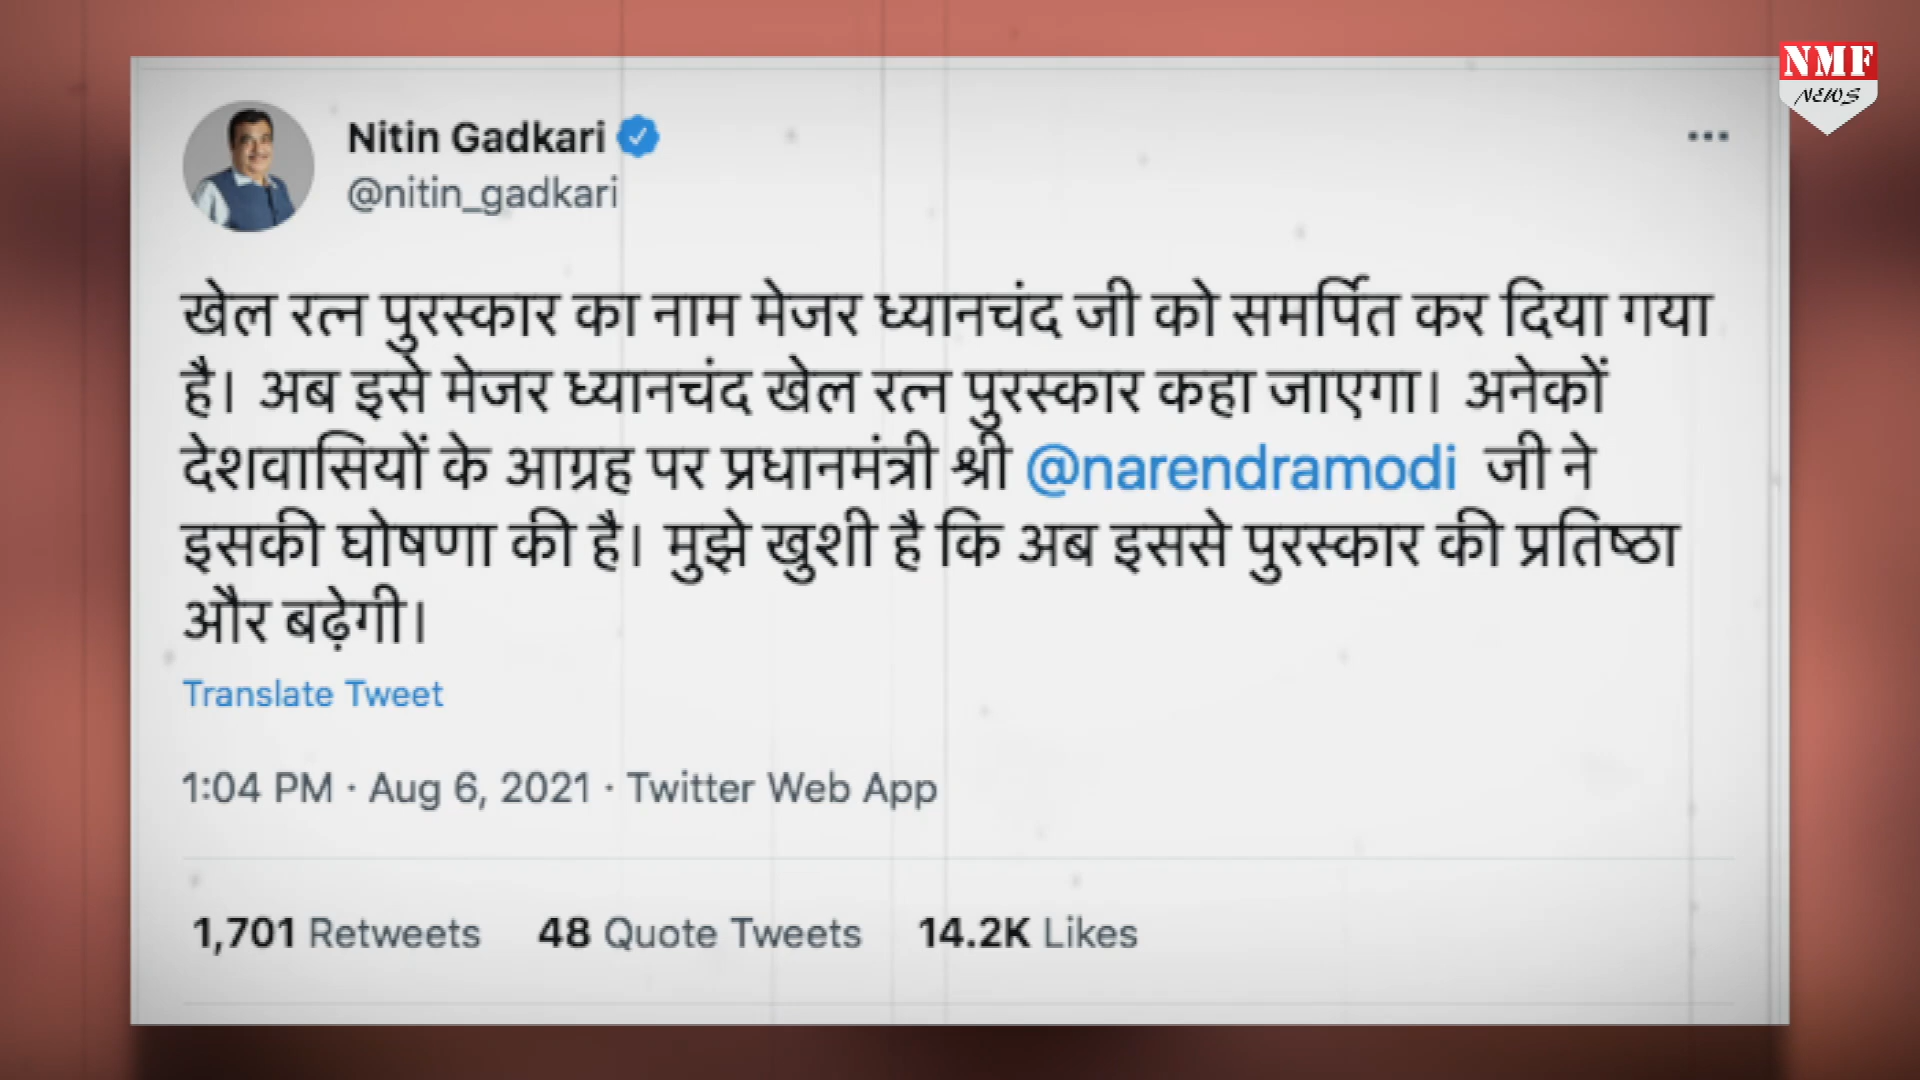 NMF
NEWS
Nitin Gadkari
@nitin_gadkari
खेल रत्न पुरस्कार का नाम मेजर ध्यानचंद जी को समर्पित कर दिया गया
है। अब इसे मेजर ध्यानचंद खेल रत्न पुरस्कार कहा जाएगा। अनेकों
देशवासियों के आग्रह पर प्रधानमंत्री श्री @narendramodi जी ने
इसकी घोषणा की है। मुझे खुशी है कि अब इससे पुरस्कार की प्रतिष्ठा
और बढ़ेगी।
Translate Tweet
1:04 PM · Aug 6, 2021 · Twitter Web App
1,701 Retweets 48 Quote Tweets 14.2K Likes